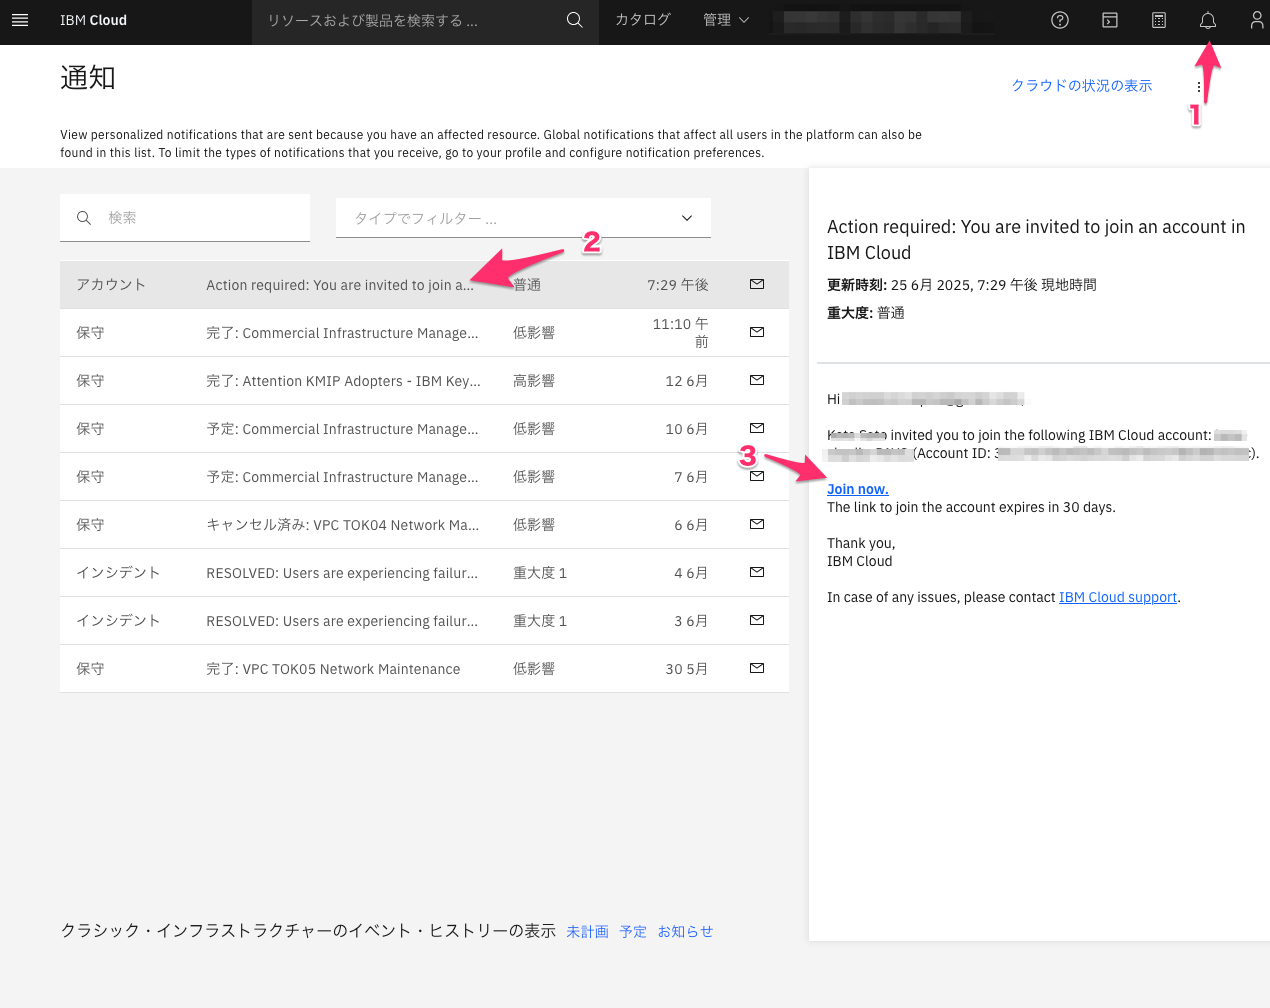 IBM Cloud
リソースおよび製品を検索する ...
カタログ
管理
通知
クラウドの状況の表示
1
View personalized notifications that are sent because you have an affected resource. Global notifications that affect all users in the platform can also be
found in this list. To limit the types of notifications that you receive, go to your profile and configure notification preferences.
検索
タイプでフィルター ...
2
アカウント Action required: You are invited to join a... 普通 7:29 午後
保守 完了: Commercial Infrastructure Manage... 低影響 11:10 午
前
保守 完了: Attention KMIP Adopters - IBM Key... 高影響 12 6月
保守 予定: Commercial Infrastructure Manage... 低影響 10 6月
保守 予定: Commercial Infrastructure Manage... 低影響 7 6月
保守 キャンセル済み: VPC TOK04 Network Ma... 低影響 6 6月
インシデント RESOLVED: Users are experiencing failur... 重大度 1 4 6月
インシデント RESOLVED: Users are experiencing failur... 重大度 1 3 6月
保守 完了: VPC TOK05 Network Maintenance 低影響 30 5月
Action required: You are invited to join an account in
IBM Cloud
更新時刻: 25 6月 2025, 7:29 午後 現地時間
重大度: 普通
Hi
invited you to join the following IBM Cloud account:
(Account ID: ).
3
Join now.
The link to join the account expires in 30 days.
Thank you,
IBM Cloud
In case of any issues, please contact IBM Cloud support.
クラシック・インフラストラクチャーのイベント・ヒストリーの表示 未計画 予定 お知らせ